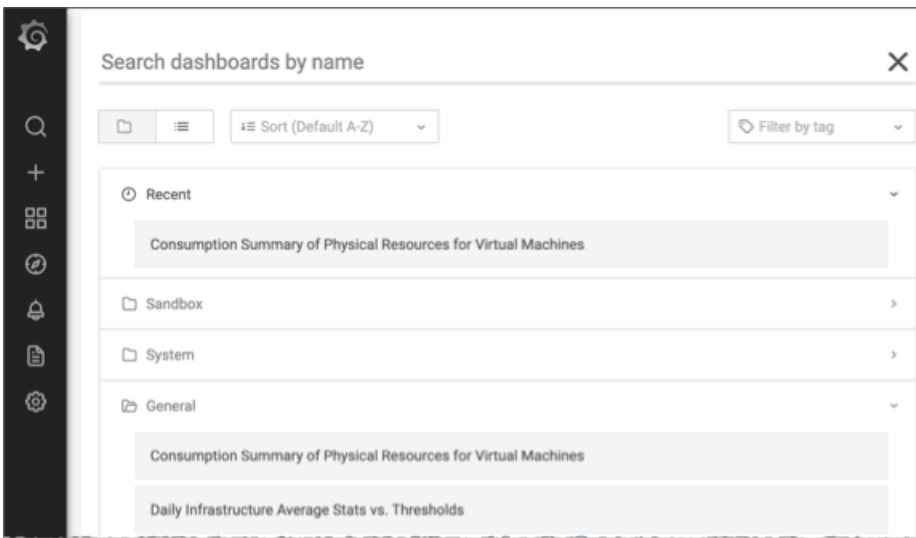 Search dashboards by name
Sort (Default A-Z)
Filter by tag
Recent
Consumption Summary of Physical Resources for Virtual Machines
Sandbox
System
General
Consumption Summary of Physical Resources for Virtual Machines
Daily Infrastructure Average Stats vs. Thresholds